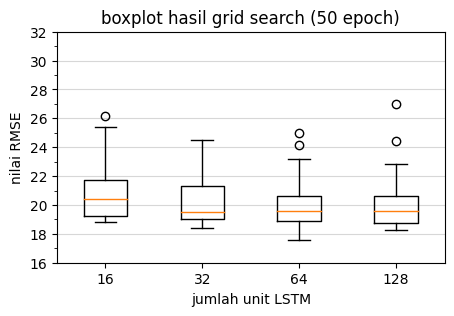 boxplot hasil grid search (50 epoch)
nilai RMSE
32
30
28
26
24
22
20
18
16
16 32 64 128
jumlah unit LSTM